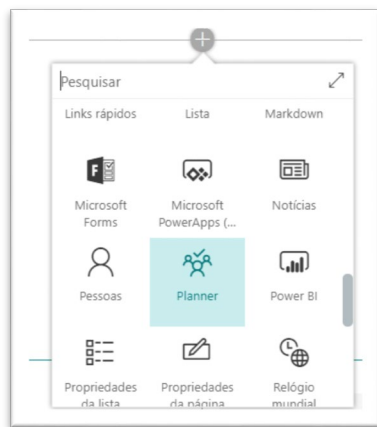 Pesquisar
Links rápidos
Lista
Markdown
Microsoft
Forms
Microsoft
PowerApps (...
Notícias
Pessoas
Planner
Power BI
Propriedades
da lista
Propriedades
da página
Relógio
mundial